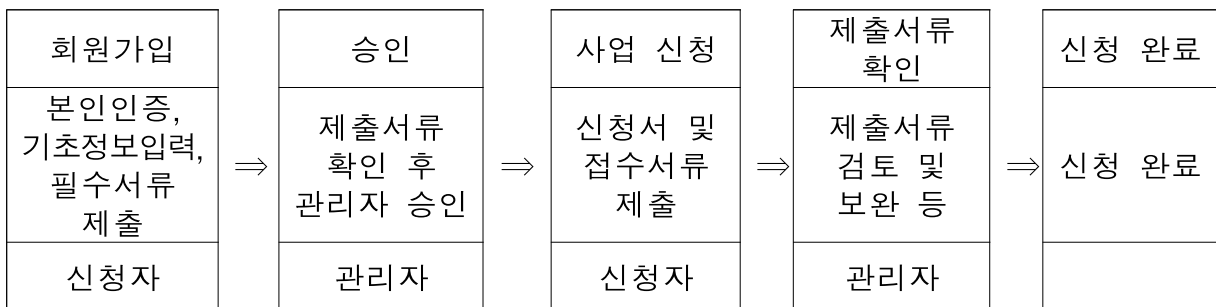 회원가입
본인인증,
기초정보입력,
필수서류
제출
신청자
⇒
승인
제출서류
확인 후
관리자 승인
관리자
⇒
사업 신청
신청서 및
접수서류
제출
신청자
⇒
제출서류
확인
제출서류
검토 및
보완 등
관리자
⇒
신청 완료
신청 완료